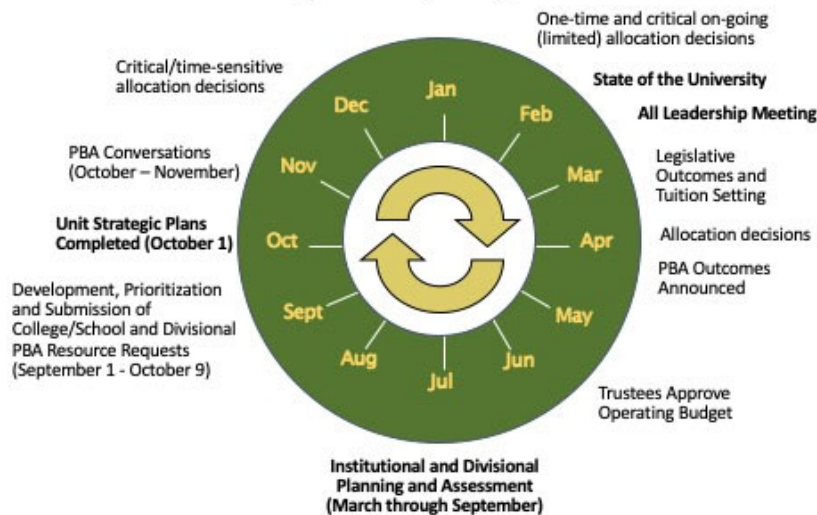 One-time and critical on-going
(limited) allocation decisions
State of the University
All Leadership Meeting
Legislative
Outcomes and
Tuition Setting
Allocation decisions
PBA Outcomes
Announced
Trustees Approve
Operating Budget
Institutional and Divisional
Planning and Assessment
(March through September)
Development, Prioritization
and Submission of
College/School and Divisional
PBA Resource Requests
(September 1 - October 9)
Unit Strategic Plans
Completed (October 1)
PBA Conversations
(October – November)
Critical/time-sensitive
allocation decisions
Jan
Feb
Mar
Apr
May
Jun
Jul
Aug
Sept
Oct
Nov
Dec